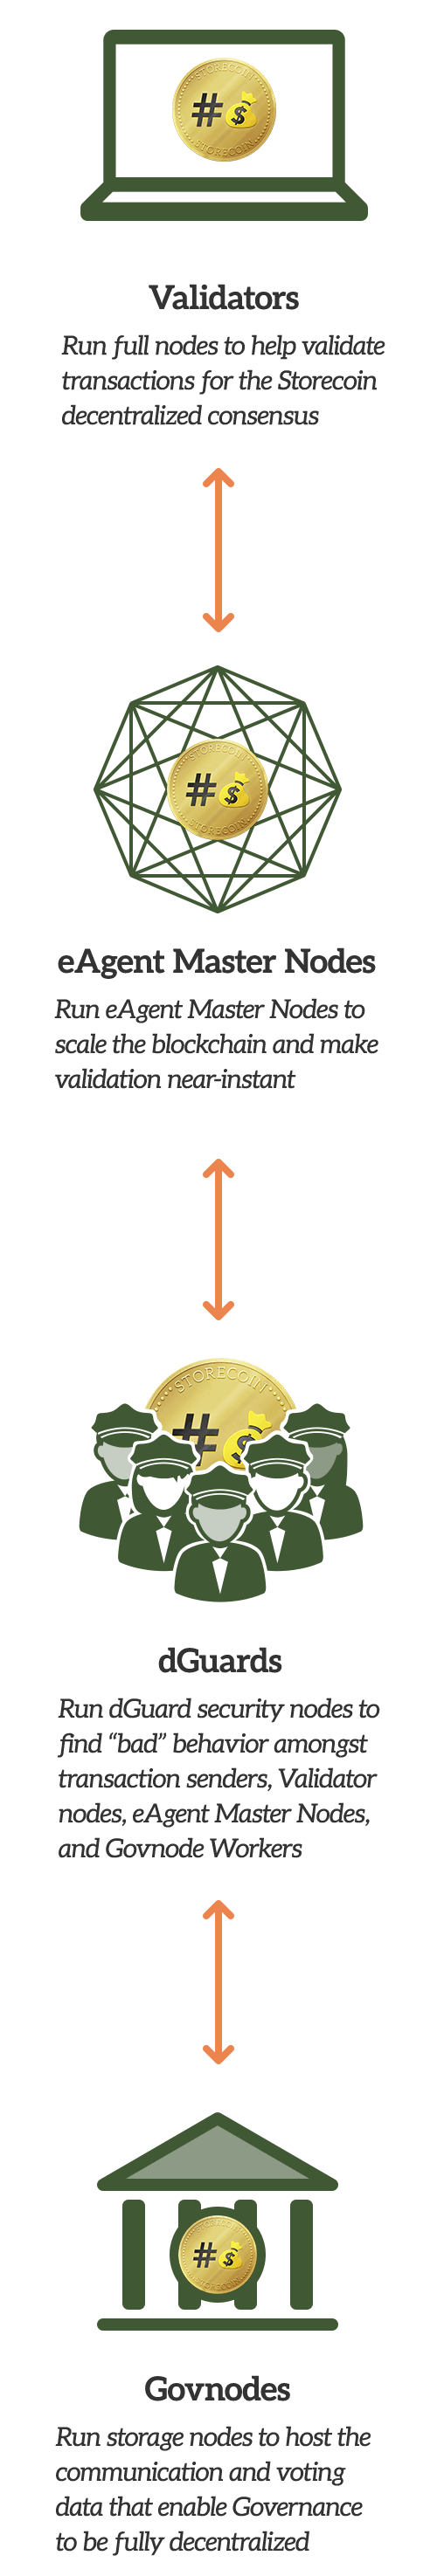 STORECOIN
#
$
STORECOIN
Validators
Run full nodes to help validate
transactions for the Storecoin
decentralized consensus
STORECOIN
#
$
STORECOIN
eAgent Master Nodes
Run eAgent Master Nodes to
scale the blockchain and make
validation near-instant
STORECOIN
#
$
dGuards
Run dGuard security nodes to
find “bad” behavior amongst
transaction senders, Validator
nodes, eAgent Master Nodes,
and Govnode Workers
#
$
Govnodes
Run storage nodes to host the
communication and voting
data that enable Governance
to be fully decentralized